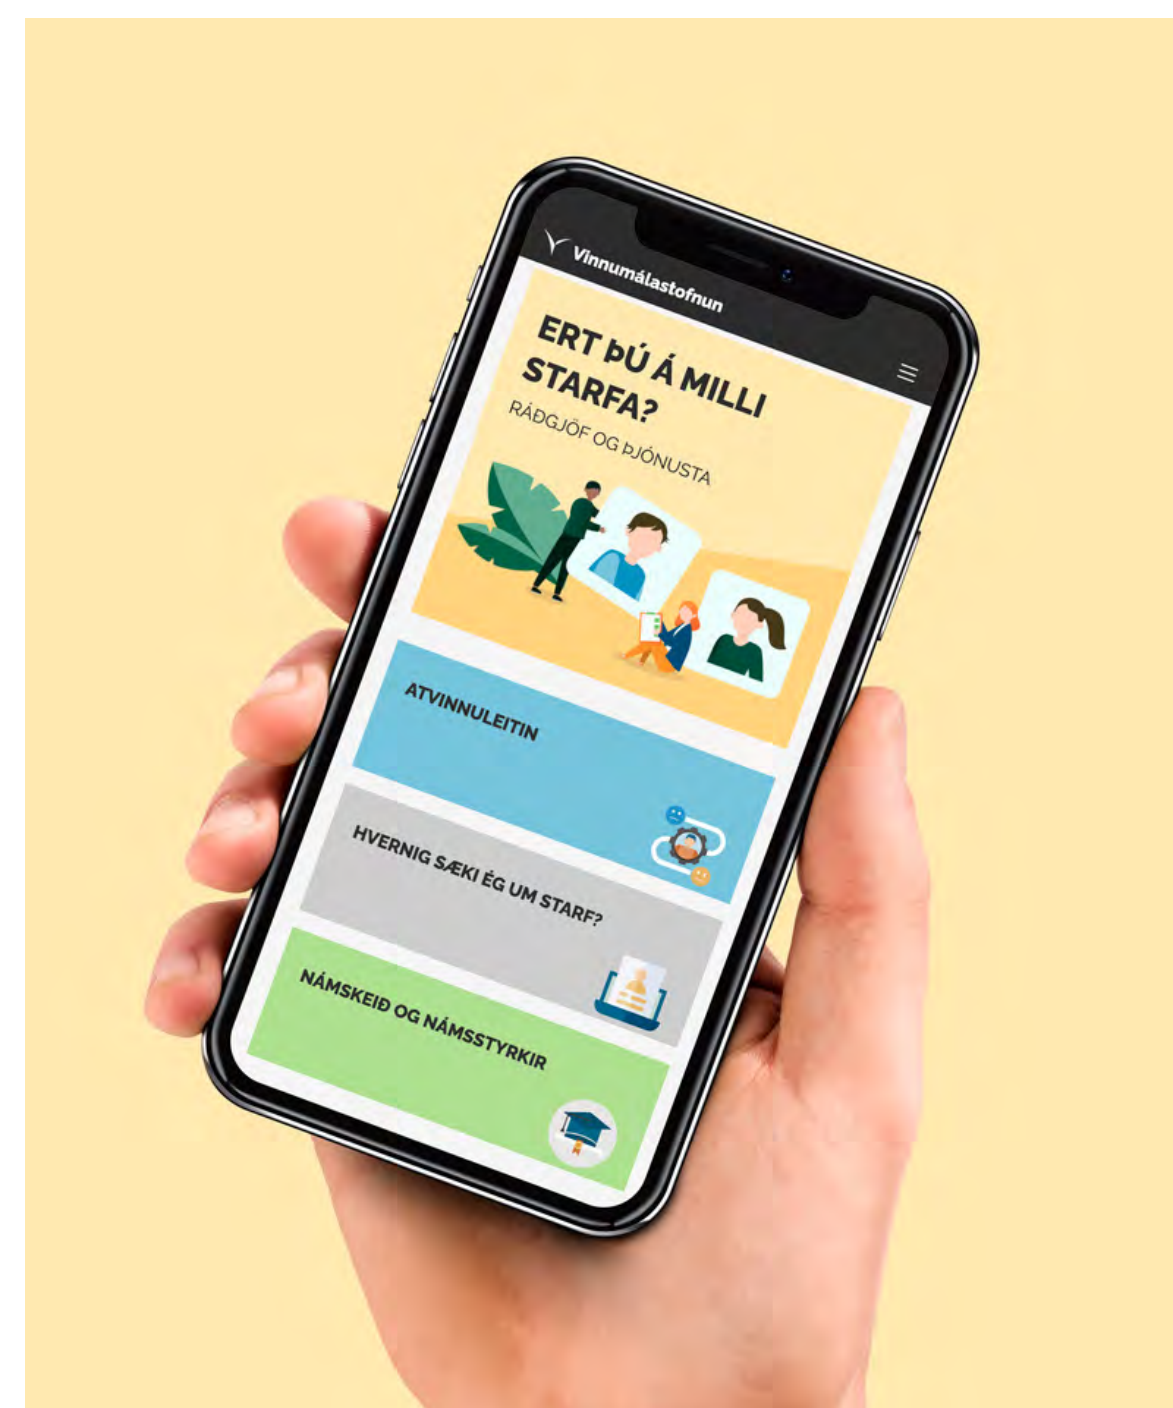 Vinnumálastofnun
ERT ÞÚ Á MILLI
STARFA?
RÁÐGJÖF OG ÞJÓNUSTA
ATVINNULEITIN
HVERNIG SÆKI ÉG UM STARF?
NÁMSKEIÐ OG NÁMSSTYRKIR